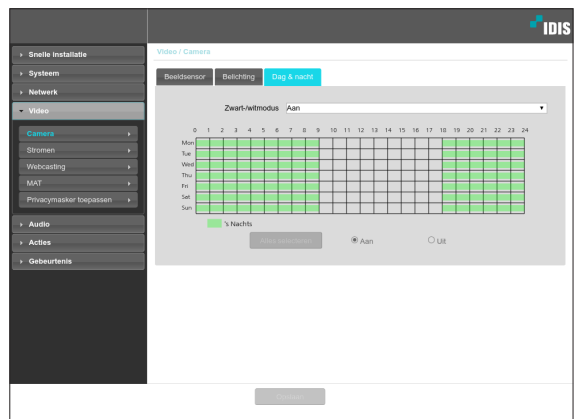 IDIS
Snelle installatie
Systeem
Netwerk
Video
Camera
Stromen
Webcasting
MAT
Privacymasker toepassen
Audio
Acties
Gebeurtenis
Video / Camera
Beeldsensor Belichting Dag & nacht
Zwart-/witmodus Aan
0 1 2 3 4 5 6 7 8 9 10 11 12 13 14 15 16 17 18 19 20 21 22 23 24
Mon
Tue
Wed
Thu
Fri
Sat
Sun
's Nachts
Aan Uit